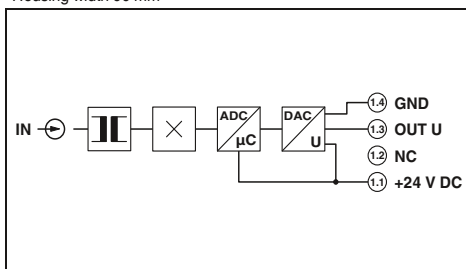 Housing width 90 mm
IN
ADC
µC
DAC
U
1.4 GND
1.3 OUT U
1.2 NC
1.1 +24 V DC